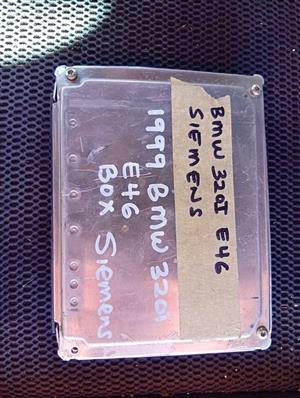 BMW 320I E46
SIEMENS
1999 BMW 320i
E46
BOX Siemens